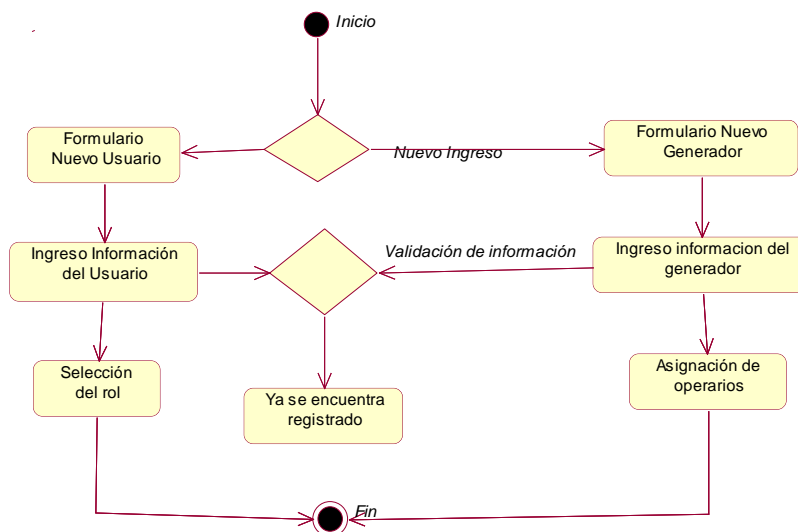 Inicio
Formulario
Nuevo Usuario
Nuevo Ingreso
Formulario Nuevo
Generador
Ingreso Información
del Usuario
Validación de información
Ingreso informacion del
generador
Selección
del rol
Ya se encuentra
registrado
Asignación de
operarios
Fin